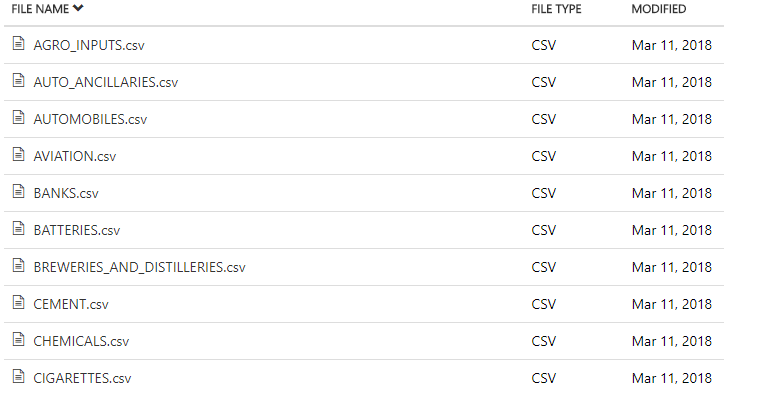 FILE NAME FILE TYPE MODIFIED
AGRO_INPUTS.csv CSV Mar 11, 2018
AUTO_ANCILLARIES.csv CSV Mar 11, 2018
AUTOMOBILES.csv CSV Mar 11, 2018
AVIATION.csv CSV Mar 11, 2018
BANKS.csv CSV Mar 11, 2018
BATTERIES.csv CSV Mar 11, 2018
BREWERIES_AND_DISTILLERIES.csv CSV Mar 11, 2018
CEMENT.csv CSV Mar 11, 2018
CHEMICALS.csv CSV Mar 11, 2018
CIGARETTES.csv CSV Mar 11, 2018